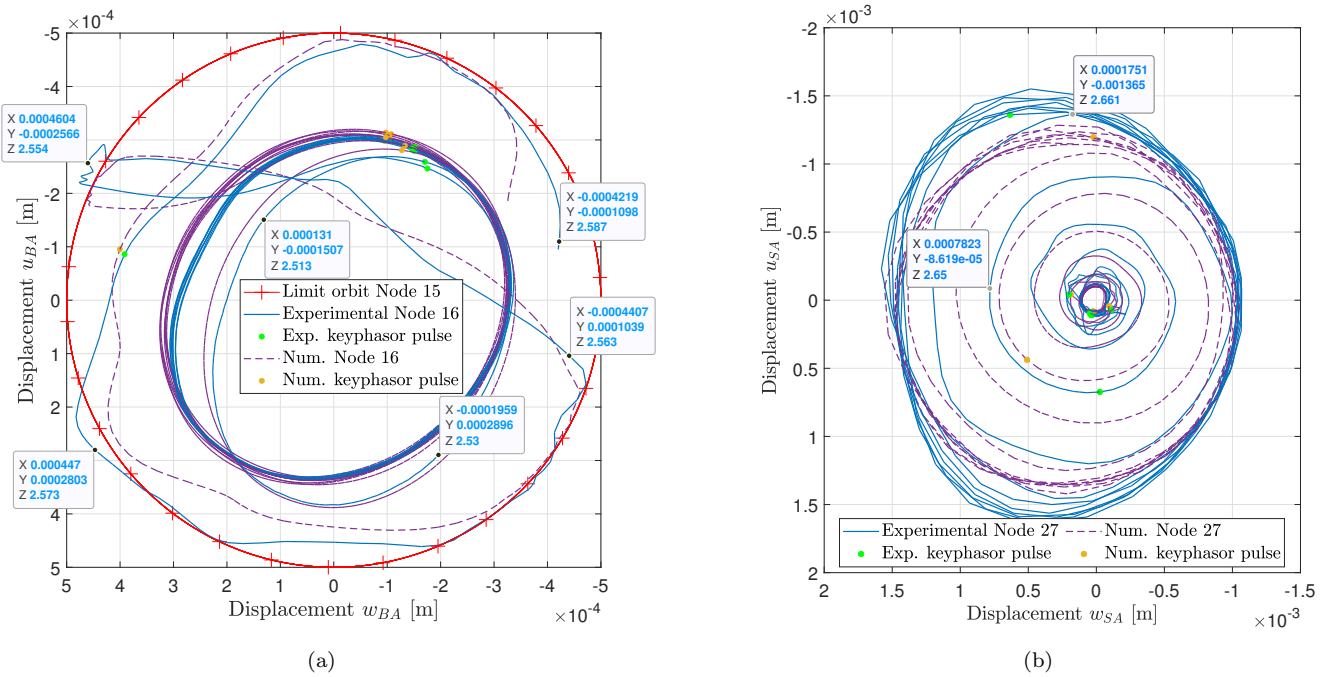 ×10⁻⁴
-5
-4
-2
-1
0
1
2
4
5
Displacement u_BA [m]
X 0.0004604
Y -0.0002566
Z 2.554
X -0.0004219
Y -0.0001098
Z 2.587
X 0.000131
Y -0.0001507
Z 2.513
X -0.0004407
Y 0.0001039
Z 2.563
Limit orbit Node 15
Experimental Node 16
Exp. keyphasor pulse
Num. Node 16
Num. keyphasor pulse
X -0.0001959
Y 0.0002896
Z 2.53
X 0.000447
Y 0.0002803
Z 2.573
5 4 3 2 1 0 -1 -2 -3 -4 -5
Displacement w_BA [m]
×10⁻⁴
(a)
×10⁻³
-2
-1.5
-1
-0.5
0
0.5
1
1.5
2
Displacement u_SA [m]
X 0.0001751
Y -0.001365
Z 2.661
X 0.0007823
Y -8.619e-05
Z 2.65
Experimental Node 27 Num. Node 27
Exp. keyphasor pulse Num. keyphasor pulse
2 1.5 1 0.5 0 -0.5 -1 -1.5
Displacement w_SA [m]
×10⁻³
(b)